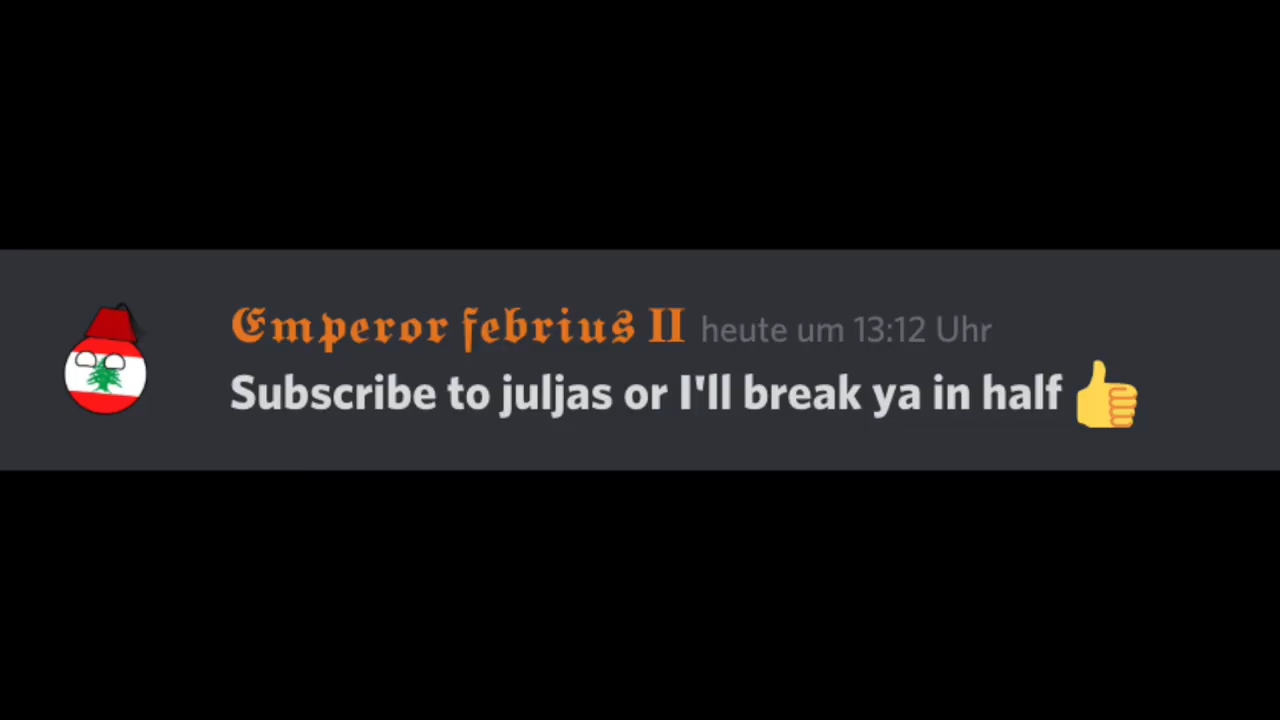 𝕰𝖒𝖕𝖊𝖗𝖔𝖗 𝖋𝖊𝖇𝖗𝖎𝖚𝖘 𝐈𝐈 heute um 13:12 Uhr
Subscribe to juljas or I'll break ya in half 👍